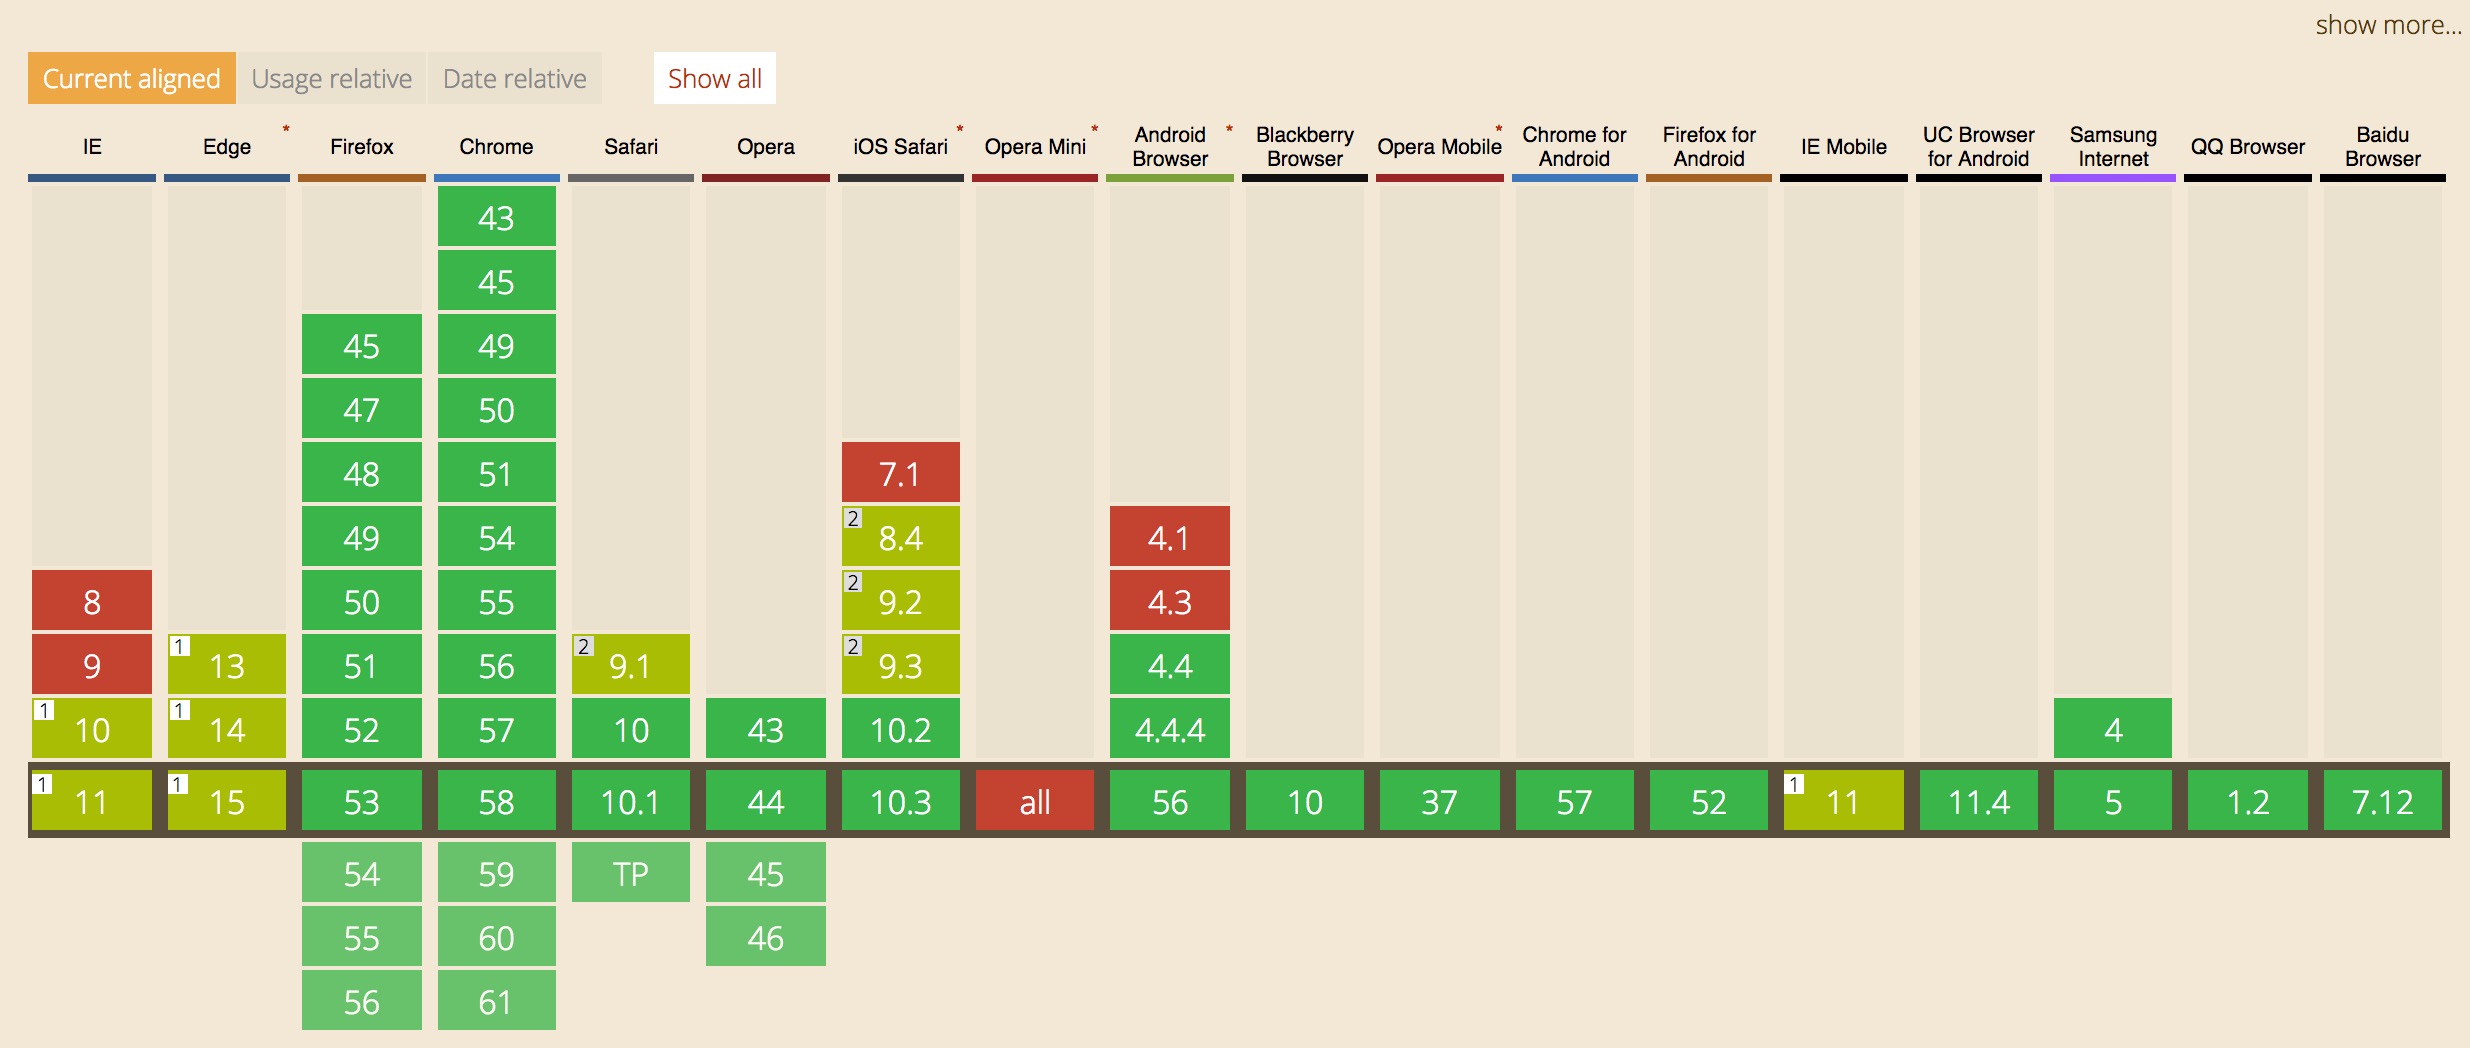 show more...
Current aligned Usage relative Date relative Show all
IE Edge * Firefox Chrome Safari Opera iOS Safari * Opera Mini * Android Browser * Blackberry Browser Opera Mobile * Chrome for Android Firefox for Android IE Mobile UC Browser for Android Samsung Internet QQ Browser Baidu Browser
43
45
45 49
47 50
48 51 7.1
49 54 2 8.4 4.1
8 50 55 2 9.2 4.3
9 1 13 51 56 2 9.1 2 9.3 4.4
1 10 1 14 52 57 10 43 10.2 4.4.4 4
1 11 1 15 53 58 10.1 44 10.3 all 56 10 37 57 52 1 11 11.4 5 1.2 7.12
54 59 TP 45
55 60 46
56 61